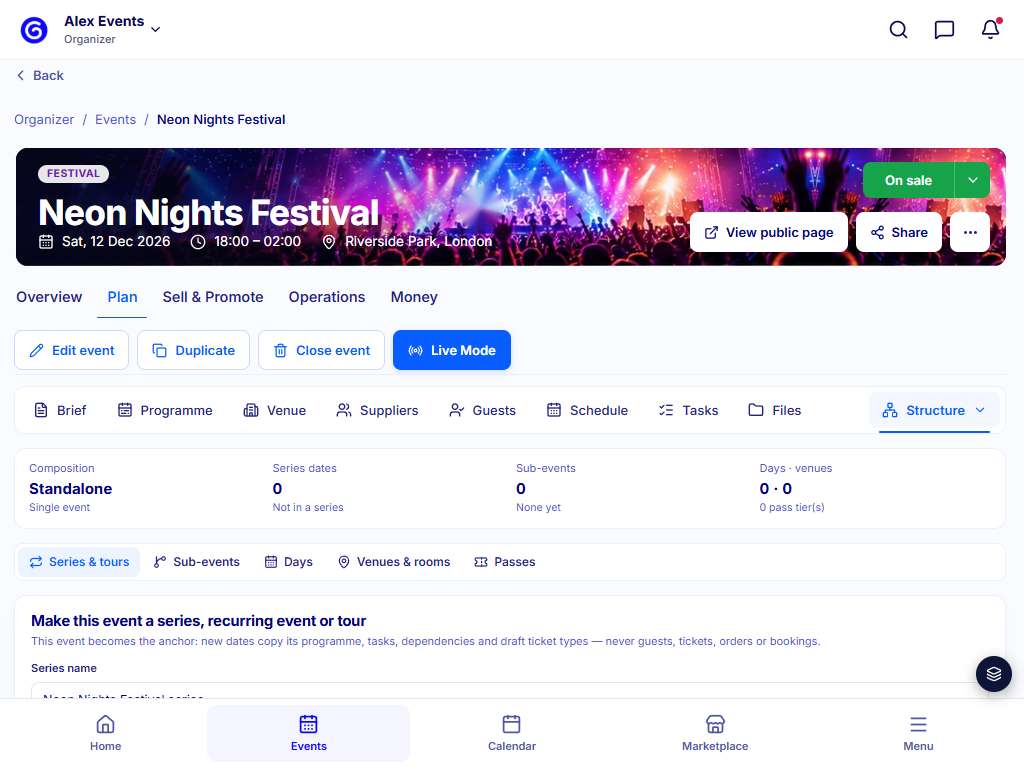 Alex Events
Organizer
Back
Organizer / Events / Neon Nights Festival
FESTIVAL
On sale
Neon Nights Festival
Sat, 12 Dec 2026 18:00 – 02:00 Riverside Park, London
View public page Share
Overview Plan Sell & Promote Operations Money
Edit event Duplicate Close event Live Mode
Brief Programme Venue Suppliers Guests Schedule Tasks Files Structure
Composition Series dates Sub-events Days · venues
Standalone 0 0 0 · 0
Single event Not in a series None yet 0 pass tier(s)
Series & tours Sub-events Days Venues & rooms Passes
Make this event a series, recurring event or tour
This event becomes the anchor: new dates copy its programme, tasks, dependencies and draft ticket types — never guests, tickets, orders or bookings.
Series name
Neon Nights Festival series
Home Events Calendar Marketplace Menu